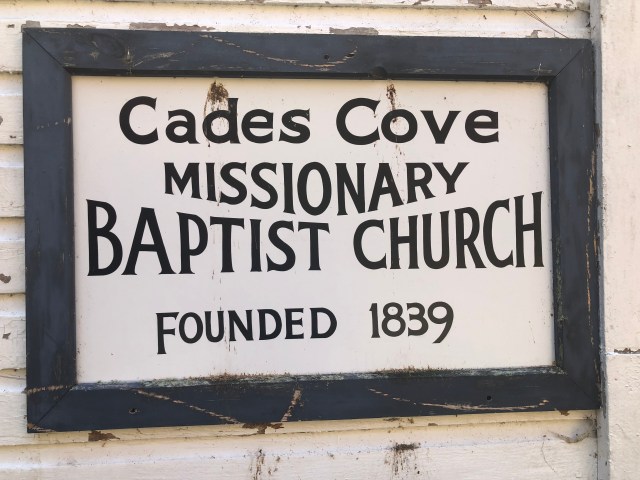 Cades Cove
MISSIONARY
BAPTIST CHURCH
FOUNDED 1839